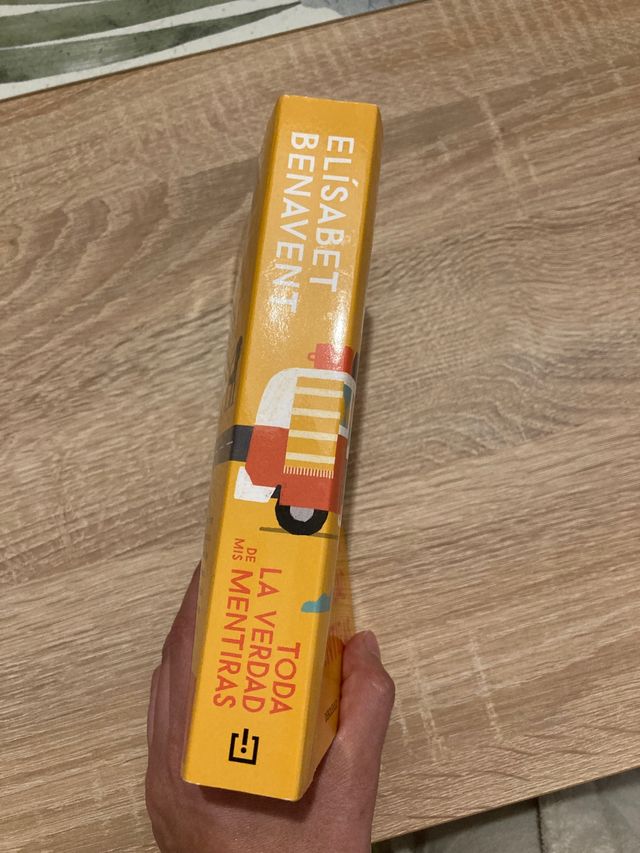 ELÍSABET
BENAVENT
TODA
LA VERDAD
DE
MIS
MENTIRAS